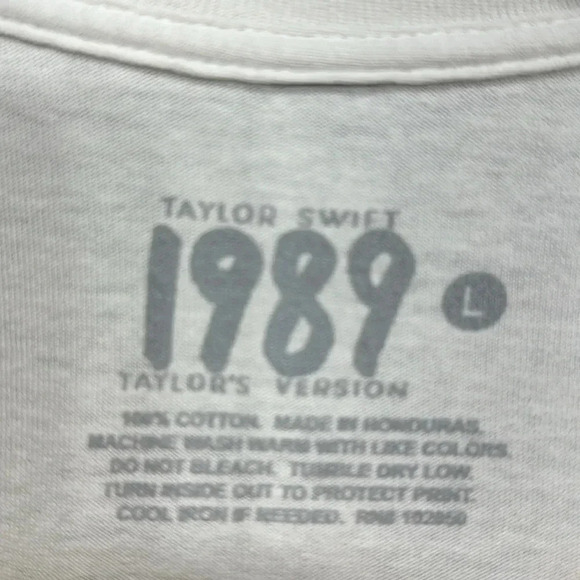 TAYLOR SWIFT
1989
L
TAYLOR'S VERSION
100% COTTON. MADE IN HONDURAS.
MACHINE WASH WARM WITH LIKE COLORS.
DO NOT BLEACH. TUMBLE DRY LOW.
TURN INSIDE OUT TO PROTECT PRINT.
COOL IRON IF NEEDED. RN#